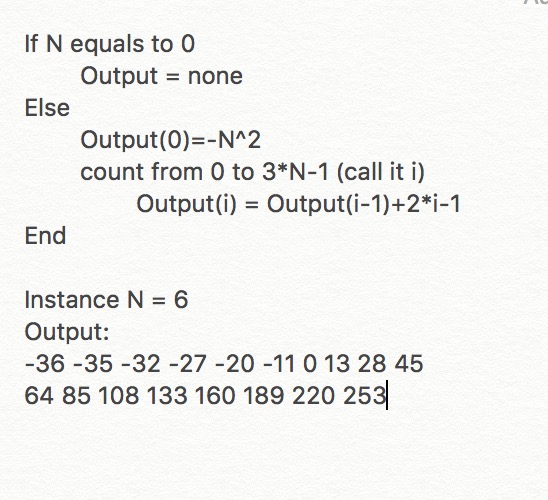 If N equals to 0
Output = none
Else
Output(0)=-N^2
count from 0 to 3*N-1 (call it i)
Output(i) = Output(i-1)+2*i-1
End
Instance N = 6
Output:
-36 -35 -32 -27 -20 -11 0 13 28 45
64 85 108 133 160 189 220 253